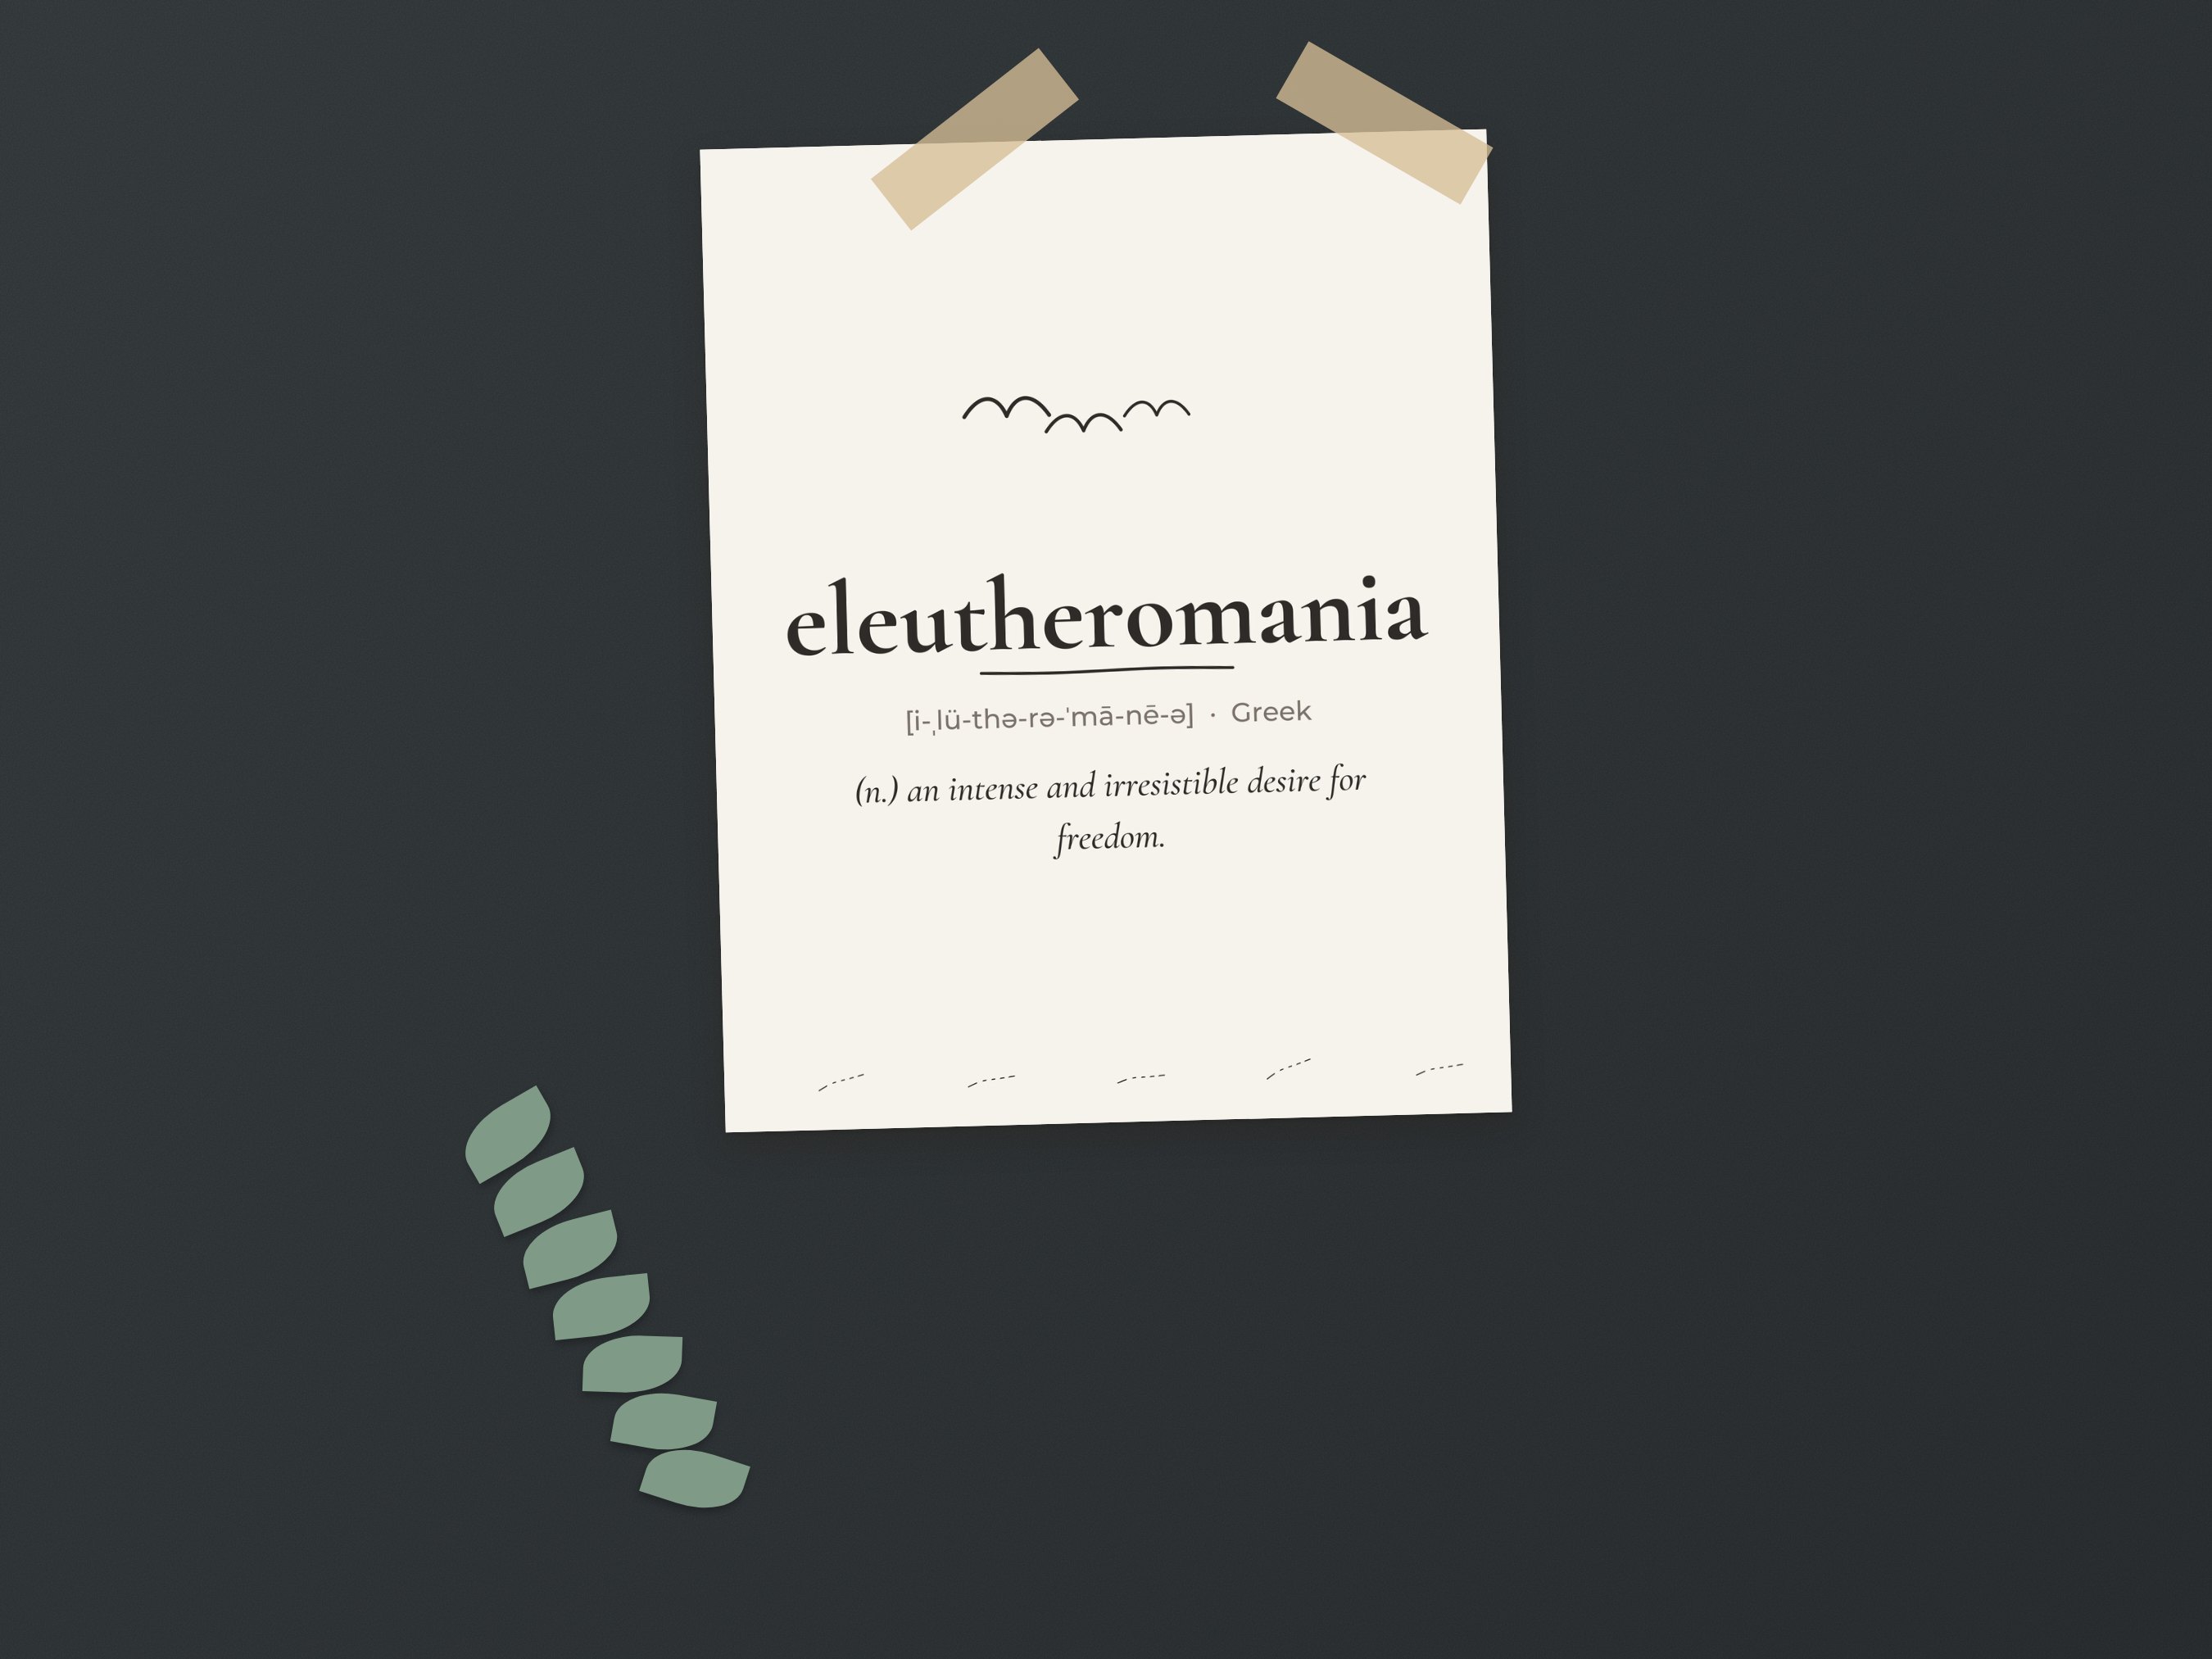 eleutheromania
[i-ˌlü-thə-rə-ˈmā-nē-ə] · Greek
(n.) an intense and irresistible desire for
freedom.